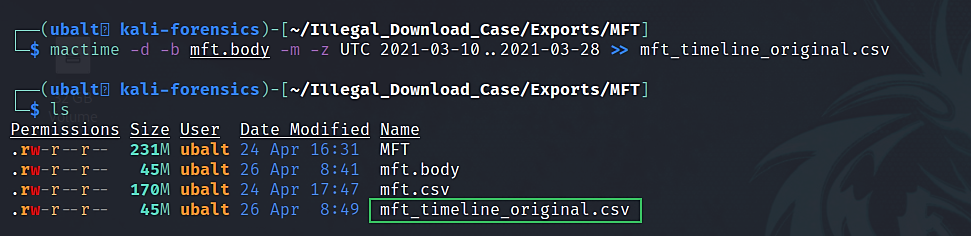 ┌──(ubalt㉿ kali-forensics)-[~/Illegal_Download_Case/Exports/MFT]
└─$ mactime -d -b mft.body -m -z UTC 2021-03-10..2021-03-28 >> mft_timeline_original.csv
┌──(ubalt㉿ kali-forensics)-[~/Illegal_Download_Case/Exports/MFT]
└─$ ls
Permissions Size User Date Modified Name
.rw-r--r-- 231M ubalt 24 Apr 16:31 MFT
.rw-r--r-- 45M ubalt 26 Apr 8:41 mft.body
.rw-r--r-- 170M ubalt 24 Apr 17:47 mft.csv
.rw-r--r-- 45M ubalt 26 Apr 8:49 mft_timeline_original.csv